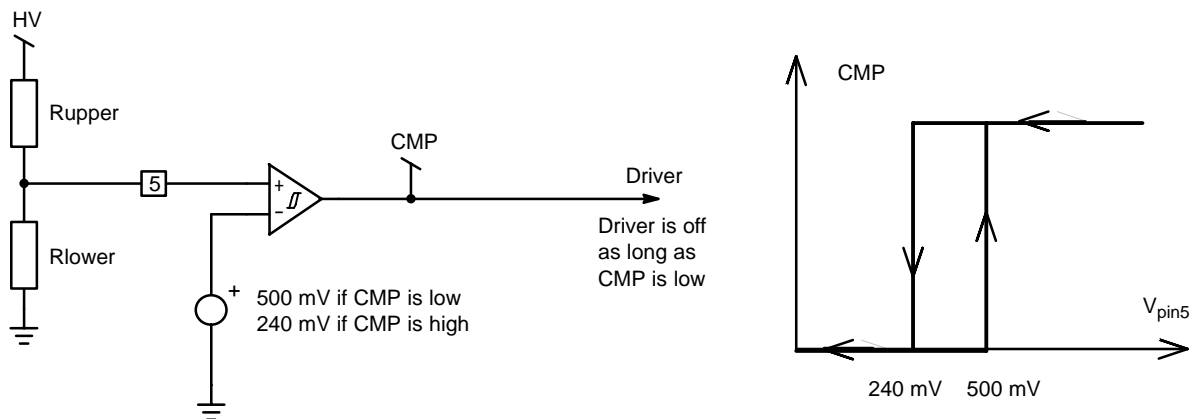 HV
Rupper
5
Rlower
+
−
+
500 mV if CMP is low
240 mV if CMP is high
CMP
Driver
Driver is off
as long as
CMP is low
CMP
Vpin5
240 mV
500 mV